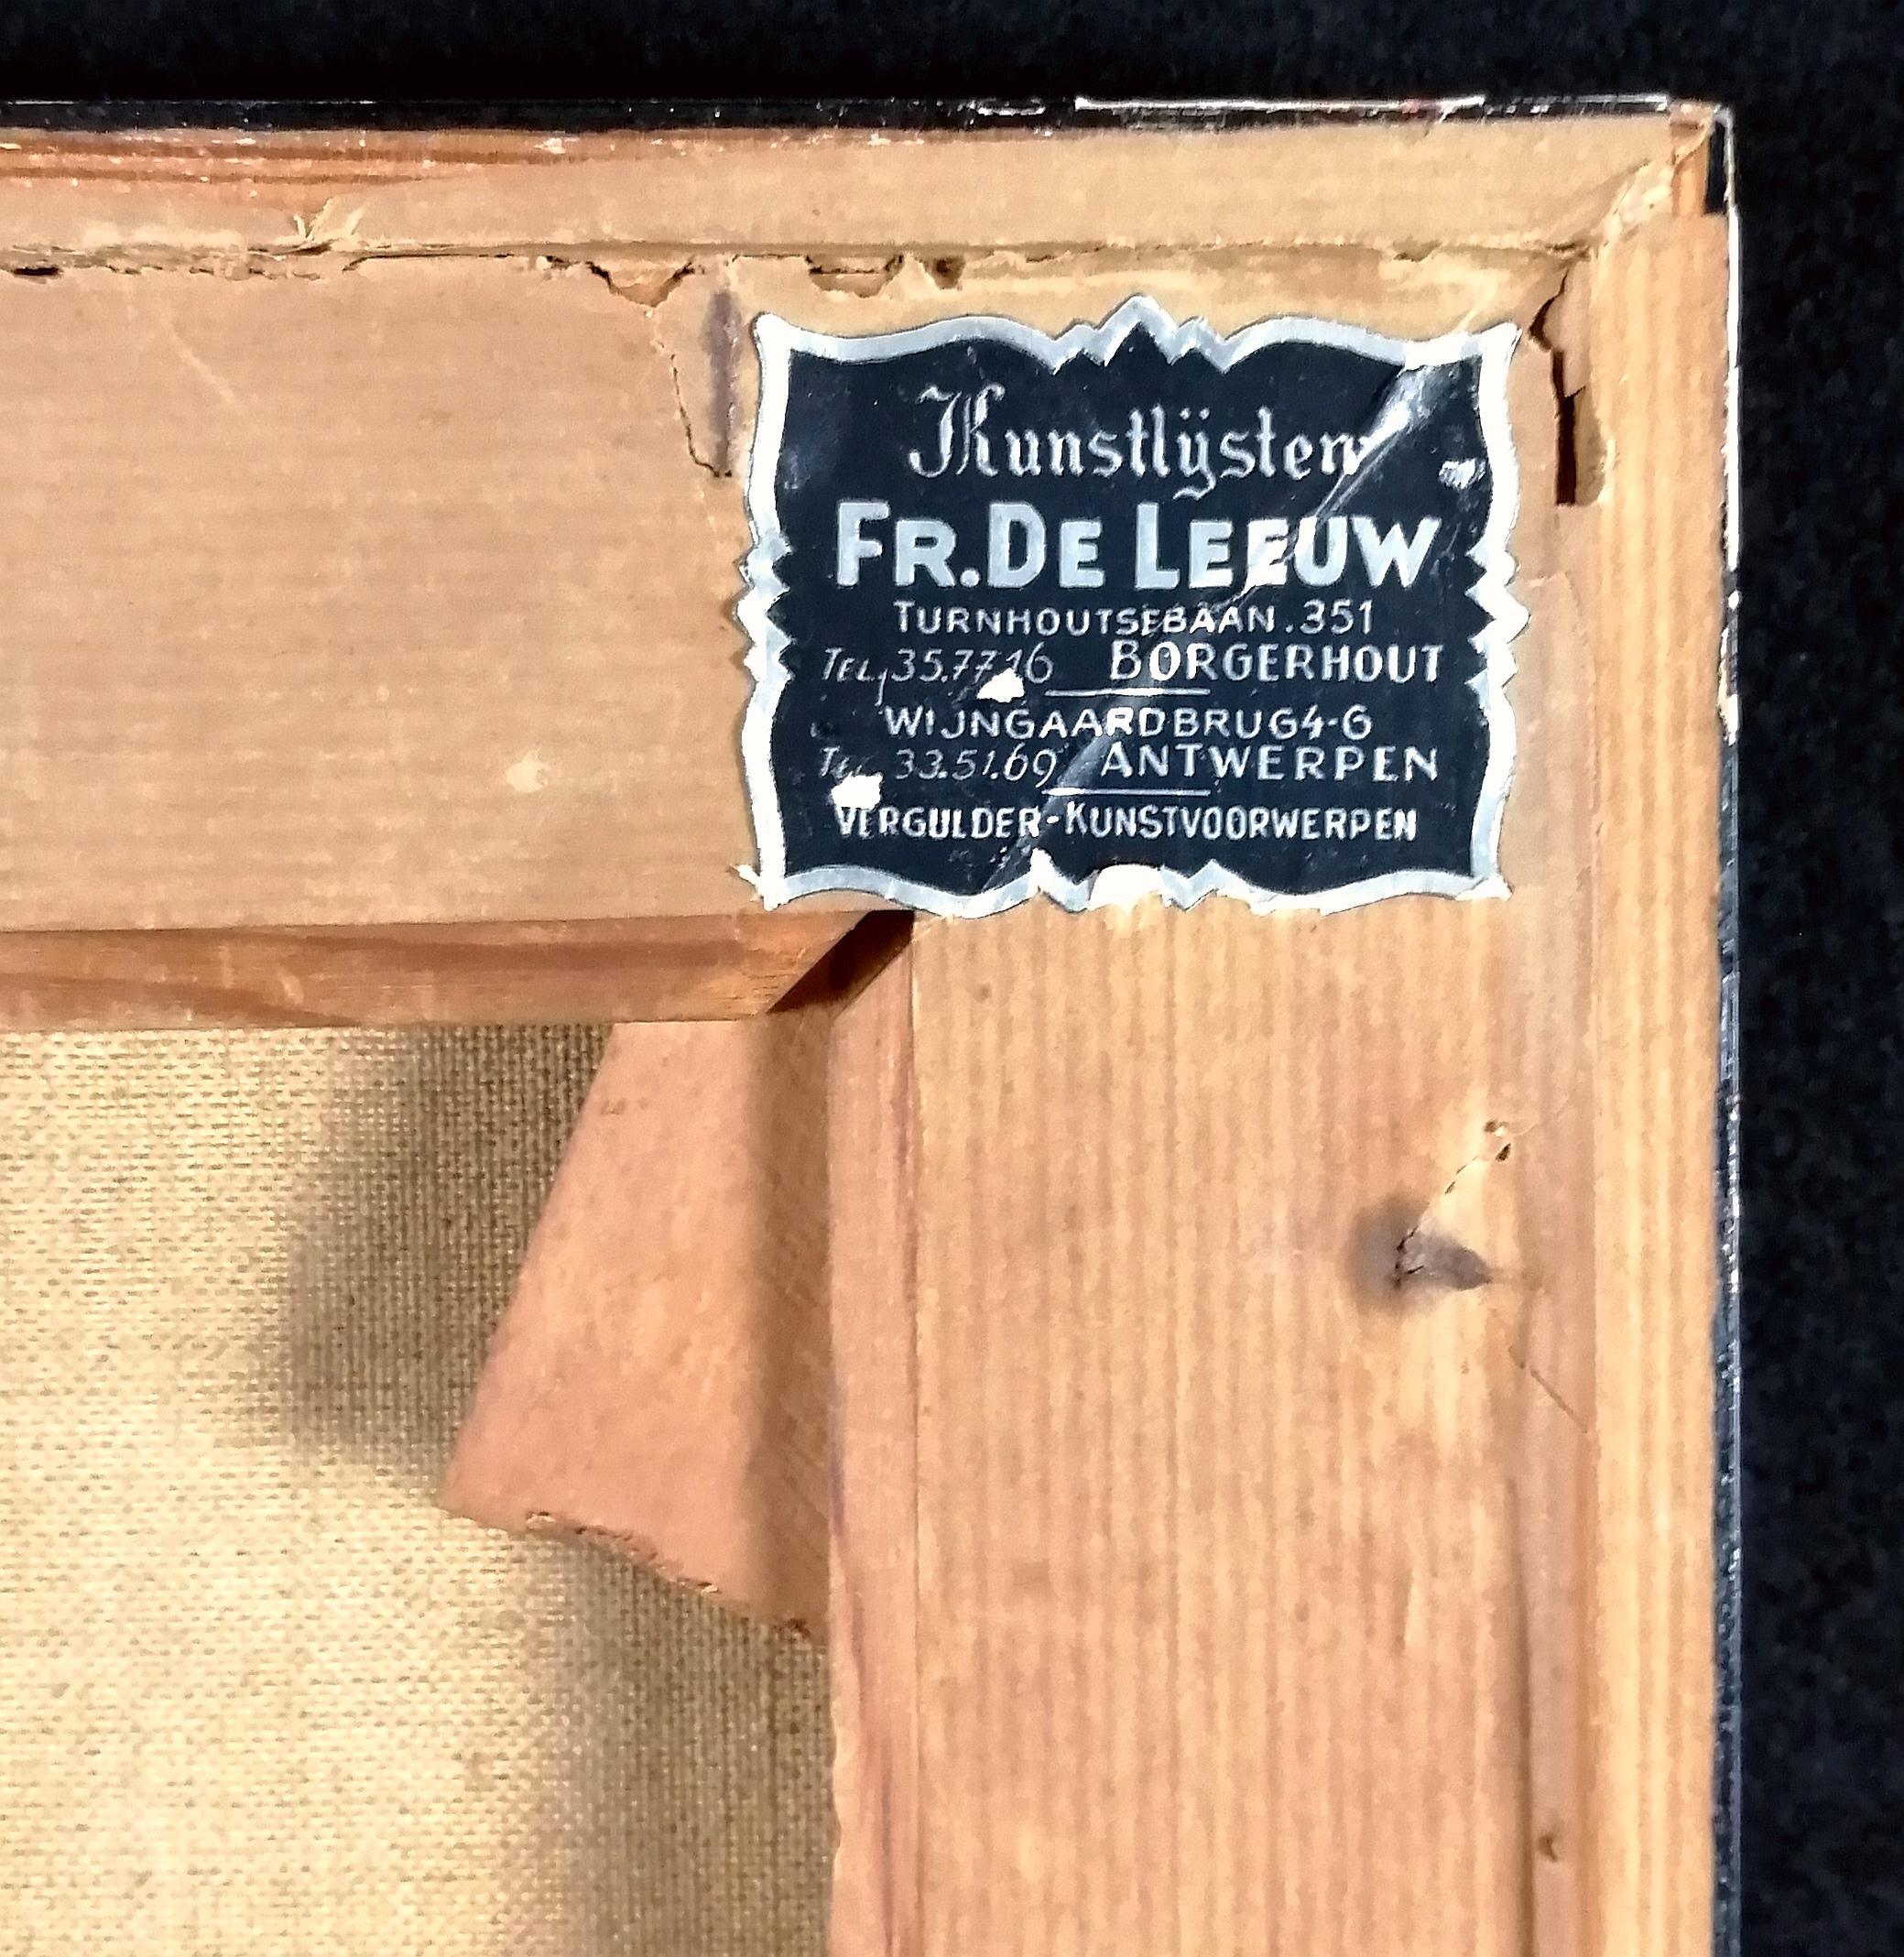 Kunstlÿsten
FR. DE LEEUW
TURNHOUTSEBAAN. 351
TEL. 35.77.16 BORGERHOUT
WIJNGAARDBRUG 4-6
TEL. 33.51.69 ANTWERPEN
VERGULDER-KUNSTVOORWERPEN